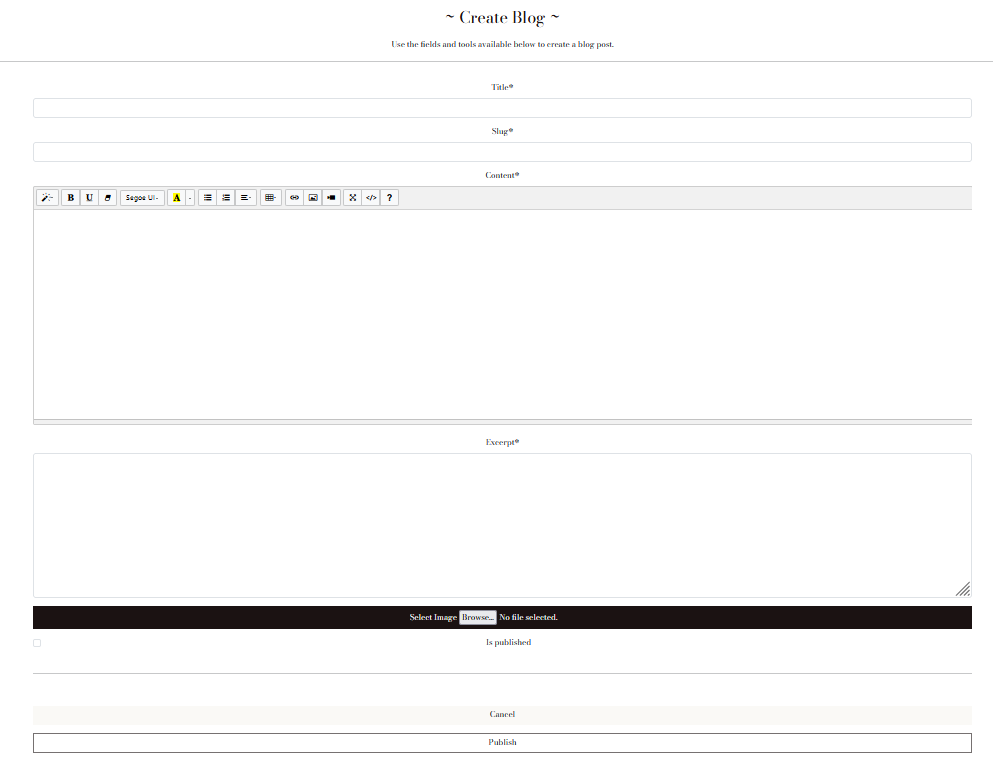 ~ Create Blog ~
Use the fields and tools available below to create a blog post.
Title*
Slug*
Content*
B U Segoe UI A </> ?
Excerpt*
Select Image Browse... No file selected.
Is published
Cancel
Publish